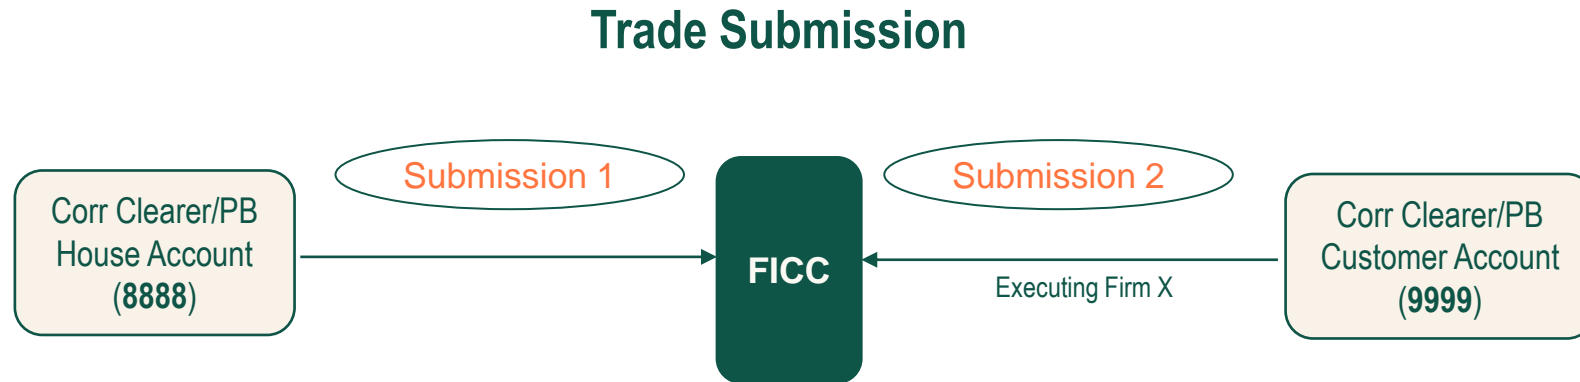 Trade Submission
Submission 1
Submission 2
Corr Clearer/PB
House Account
(8888)
FICC
Executing Firm X
Corr Clearer/PB
Customer Account
(9999)